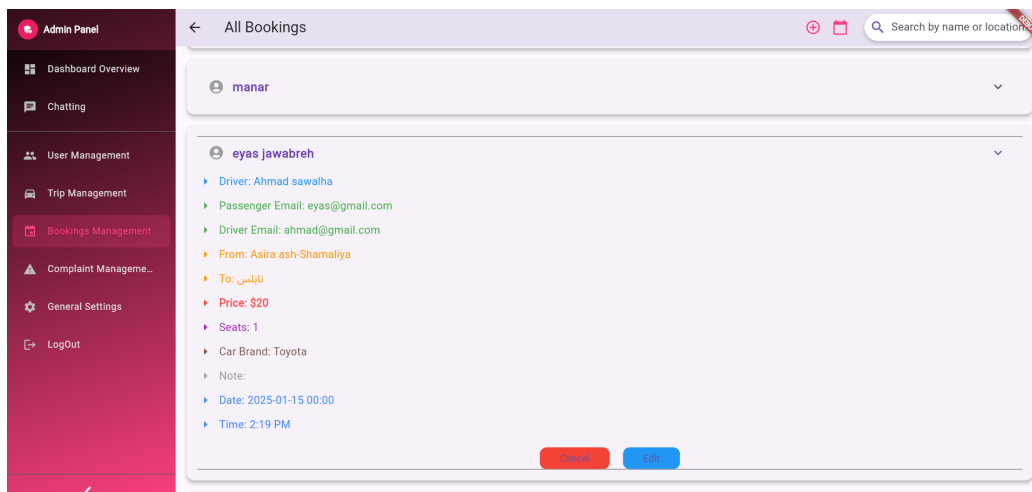 Admin Panel
Dashboard Overview
Chatting
User Management
Trip Management
Bookings Management
Complaint Manageme...
General Settings
LogOut
All Bookings
Search by name or location
manar
eyas jawabreh
Driver: Ahmad sawalha
Passenger Email: eyas@gmail.com
Driver Email: ahmad@gmail.com
From: Asira ash-Shamaliya
To: نابلس
Price: $20
Seats: 1
Car Brand: Toyota
Note:
Date: 2025-01-15 00:00
Time: 2:19 PM
Cancel
Edit